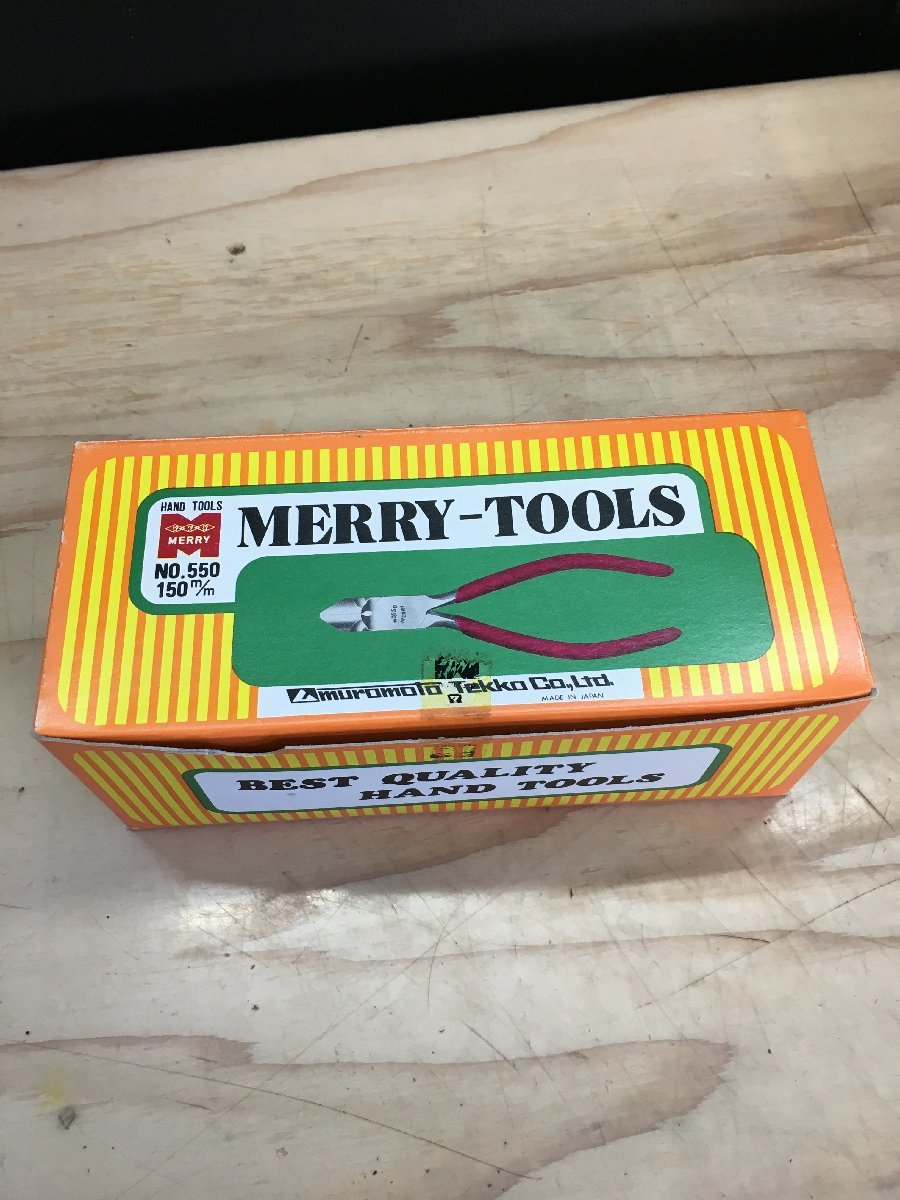 HAND TOOLS
MERRY
NO.550
150m/m
MERRY-TOOLS
muromoto Tekko Co.,Ltd.
MADE IN JAPAN
BEST QUALITY
HAND TOOLS